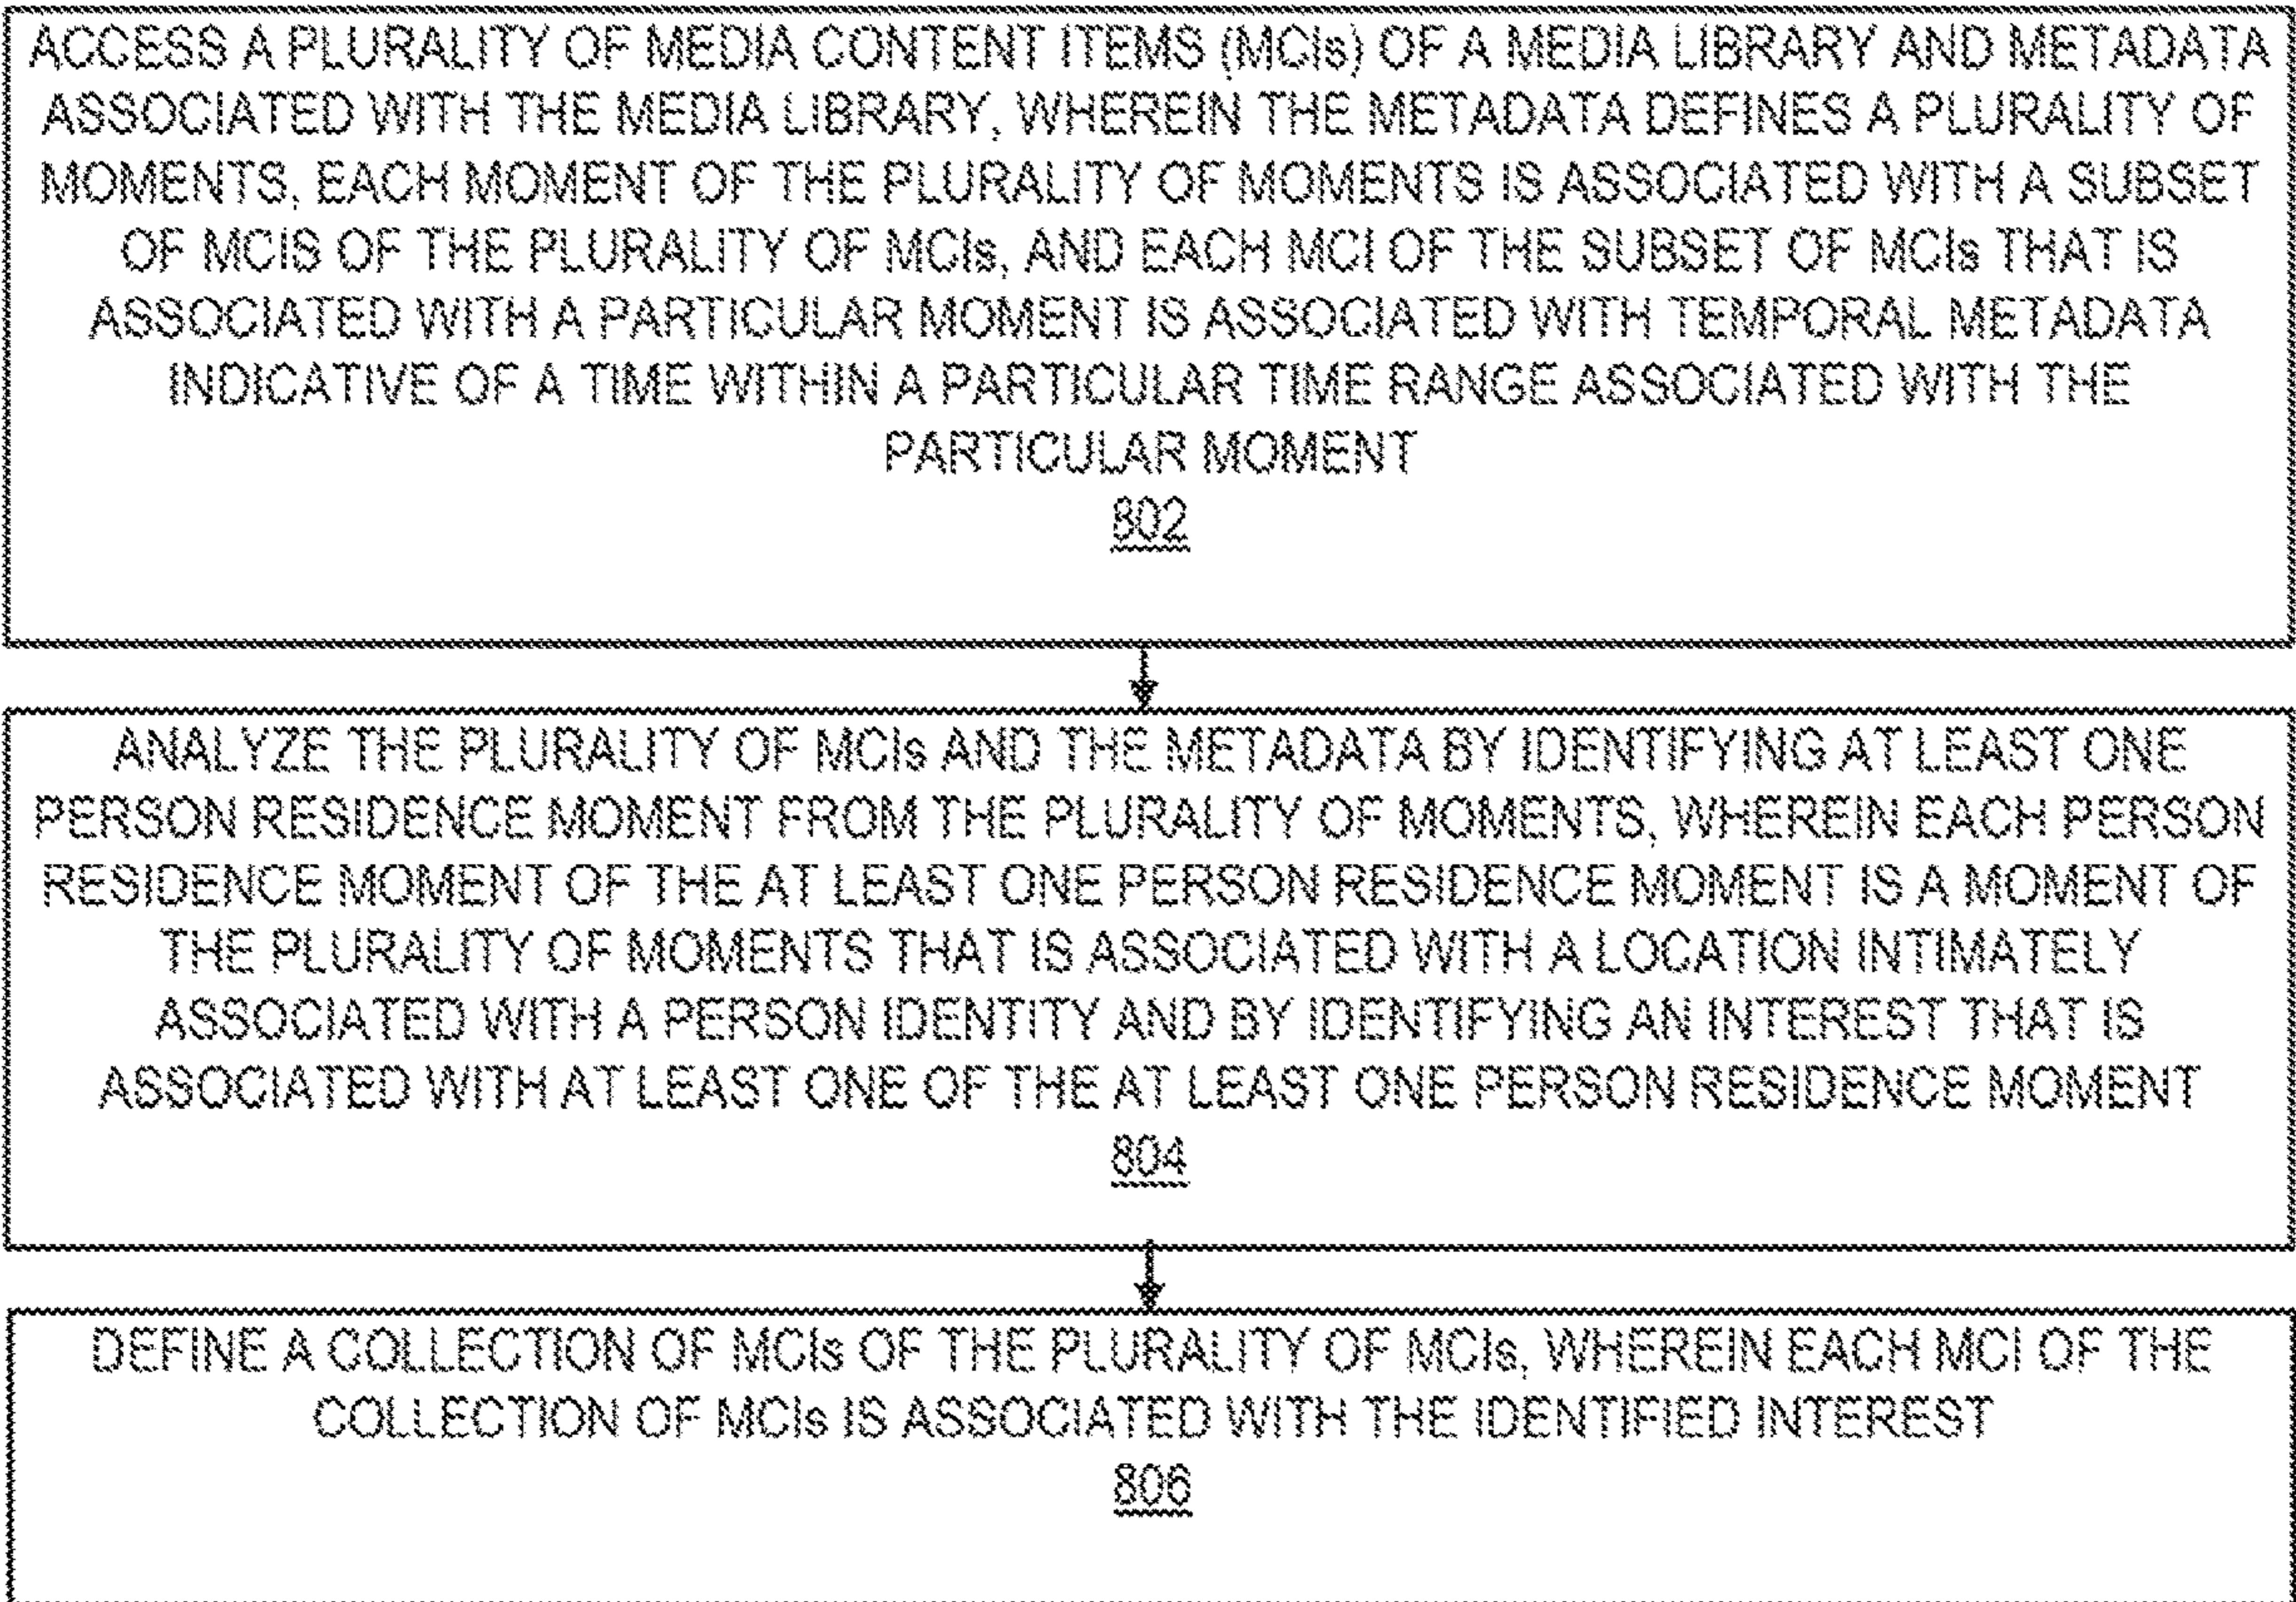 ACCESS A PLURALITY OF MEDIA CONTENT ITEMS (MCIs) OF A MEDIA LIBRARY AND METADATA
ASSOCIATED WITH THE MEDIA LIBRARY, WHEREIN THE METADATA DEFINES A PLURALITY OF
MOMENTS, EACH MOMENT OF THE PLURALITY OF MOMENTS IS ASSOCIATED WITH A SUBSET
OF MCIS OF THE PLURALITY OF MCIs, AND EACH MCI OF THE SUBSET OF MCIs THAT IS
ASSOCIATED WITH A PARTICULAR MOMENT IS ASSOCIATED WITH TEMPORAL METADATA
INDICATIVE OF A TIME WITHIN A PARTICULAR TIME RANGE ASSOCIATED WITH THE
PARTICULAR MOMENT
802
ANALYZE THE PLURALITY OF MCIs AND THE METADATA BY IDENTIFYING AT LEAST ONE
PERSON RESIDENCE MOMENT FROM THE PLURALITY OF MOMENTS, WHEREIN EACH PERSON
RESIDENCE MOMENT OF THE AT LEAST ONE PERSON RESIDENCE MOMENT IS A MOMENT OF
THE PLURALITY OF MOMENTS THAT IS ASSOCIATED WITH A LOCATION INTIMATELY
ASSOCIATED WITH A PERSON IDENTITY AND BY IDENTIFYING AN INTEREST THAT IS
ASSOCIATED WITH AT LEAST ONE OF THE AT LEAST ONE PERSON RESIDENCE MOMENT
804
DEFINE A COLLECTION OF MCIs OF THE PLURALITY OF MCIs, WHEREIN EACH MCI OF THE
COLLECTION OF MCIs IS ASSOCIATED WITH THE IDENTIFIED INTEREST
806